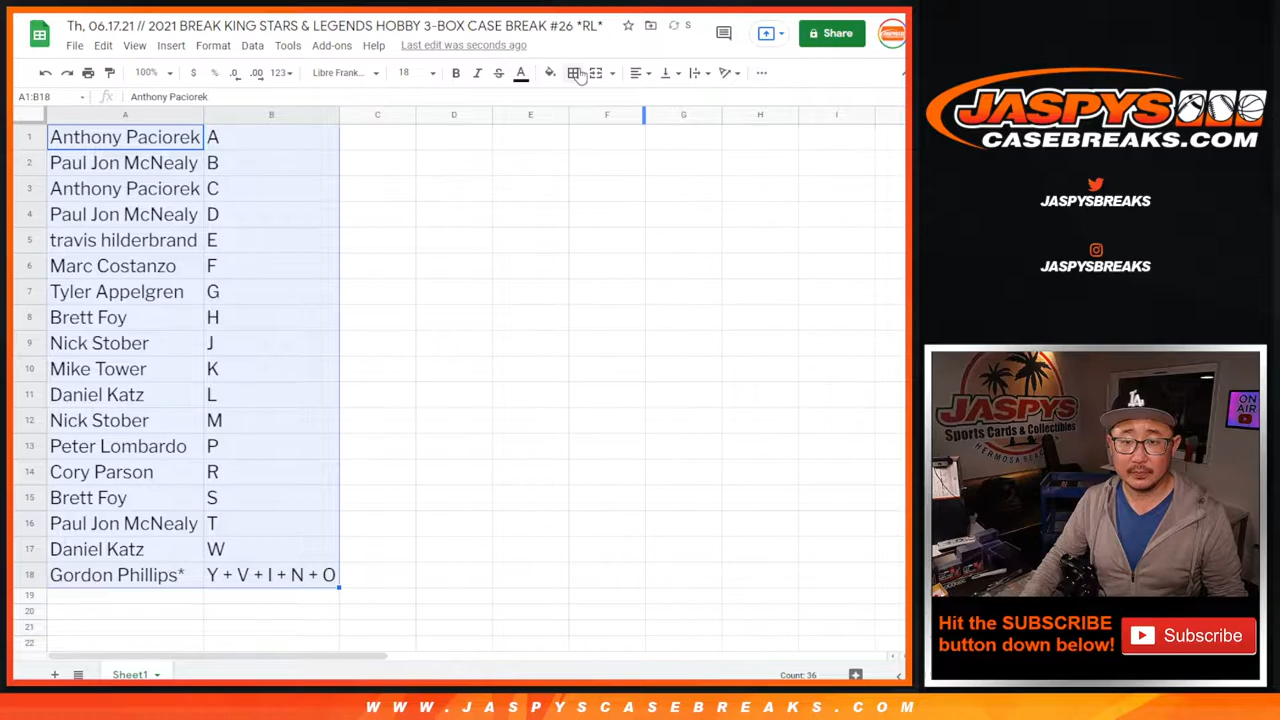 Th, 06.17.21 // 2021 BREAK KING STARS & LEGENDS HOBBY 3-BOX CASE BREAK #26 *RL*
S
Share
File Edit View Insert Format Data Tools Add-ons Help Last edit was seconds ago
100% $ % .0 .00 123 Libre Frank... 18 B I S A
A1:B18 fx Anthony Paciorek
A B C D E F G H I
1 Anthony Paciorek A
2 Paul Jon McNealy B
3 Anthony Paciorek C
4 Paul Jon McNealy D
5 travis hilderbrand E
6 Marc Costanzo F
7 Tyler Appelgren G
8 Brett Foy H
9 Nick Stober J
10 Mike Tower K
11 Daniel Katz L
12 Nick Stober M
13 Peter Lombardo P
14 Cory Parson R
15 Brett Foy S
16 Paul Jon McNealy T
17 Daniel Katz W
18 Gordon Phillips* Y + V + I + N + O
19
20
21
22
Sheet1
Count: 36
JASPYS
CASEBREAKS.COM
JASPYSBREAKS
JASPYSBREAKS
JASPYS
Sports Cards & Collectibles
HERMOSA BEACH
ON
AIR
LA
Hit the SUBSCRIBE
button down below!
Subscribe
WWW.JASPYSCASEBREAKS.COM